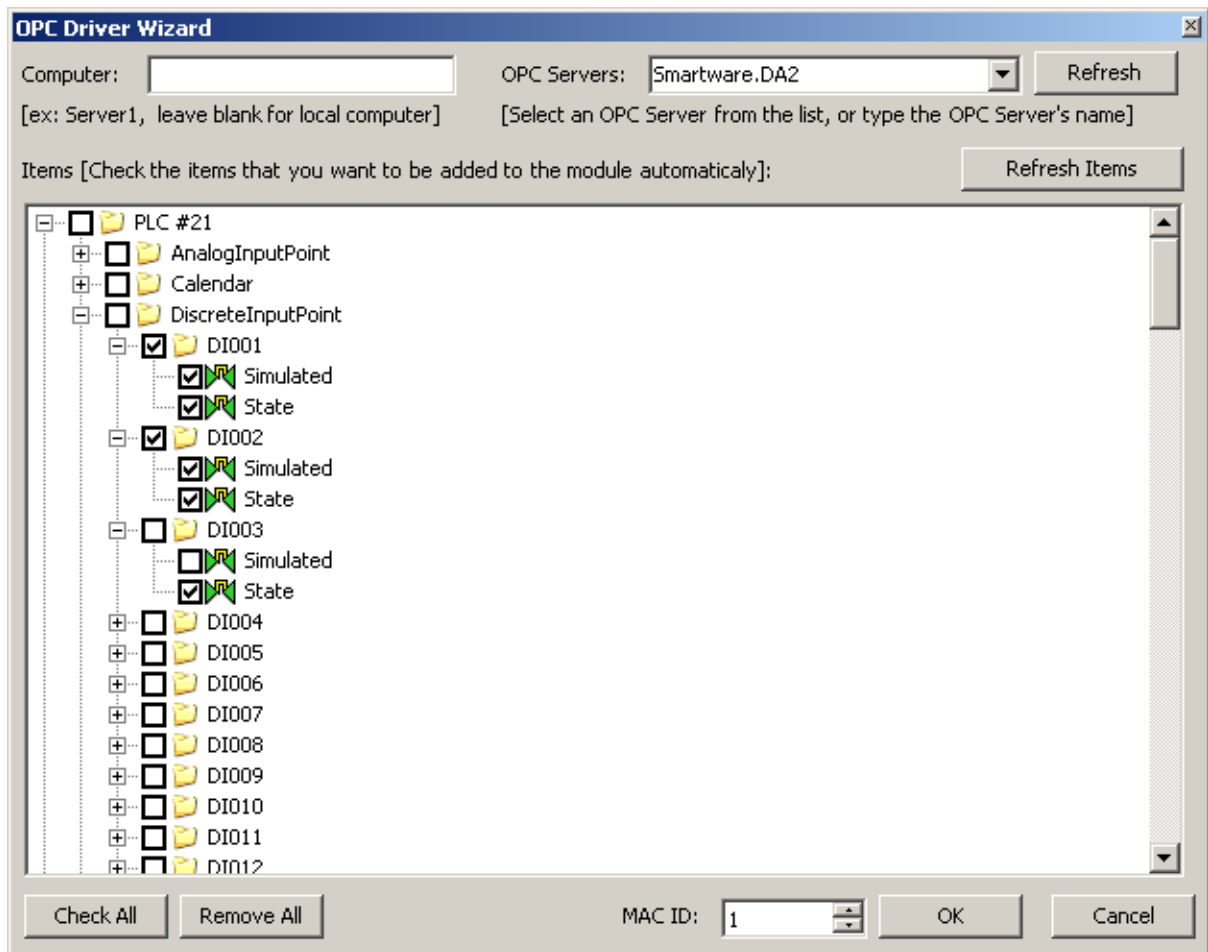 OPC Driver Wizard
Computer: OPC Servers: Smartware.DA2 Refresh
[ex: Server1, leave blank for local computer] [Select an OPC Server from the list, or type the OPC Server's name]
Items [Check the items that you want to be added to the module automaticaly]: Refresh Items
PLC #21
AnalogInputPoint
Calendar
DiscreteInputPoint
DI001
Simulated
State
DI002
Simulated
State
DI003
Simulated
State
DI004
DI005
DI006
DI007
DI008
DI009
DI010
DI011
DI012
Check All Remove All MAC ID: 1 OK Cancel